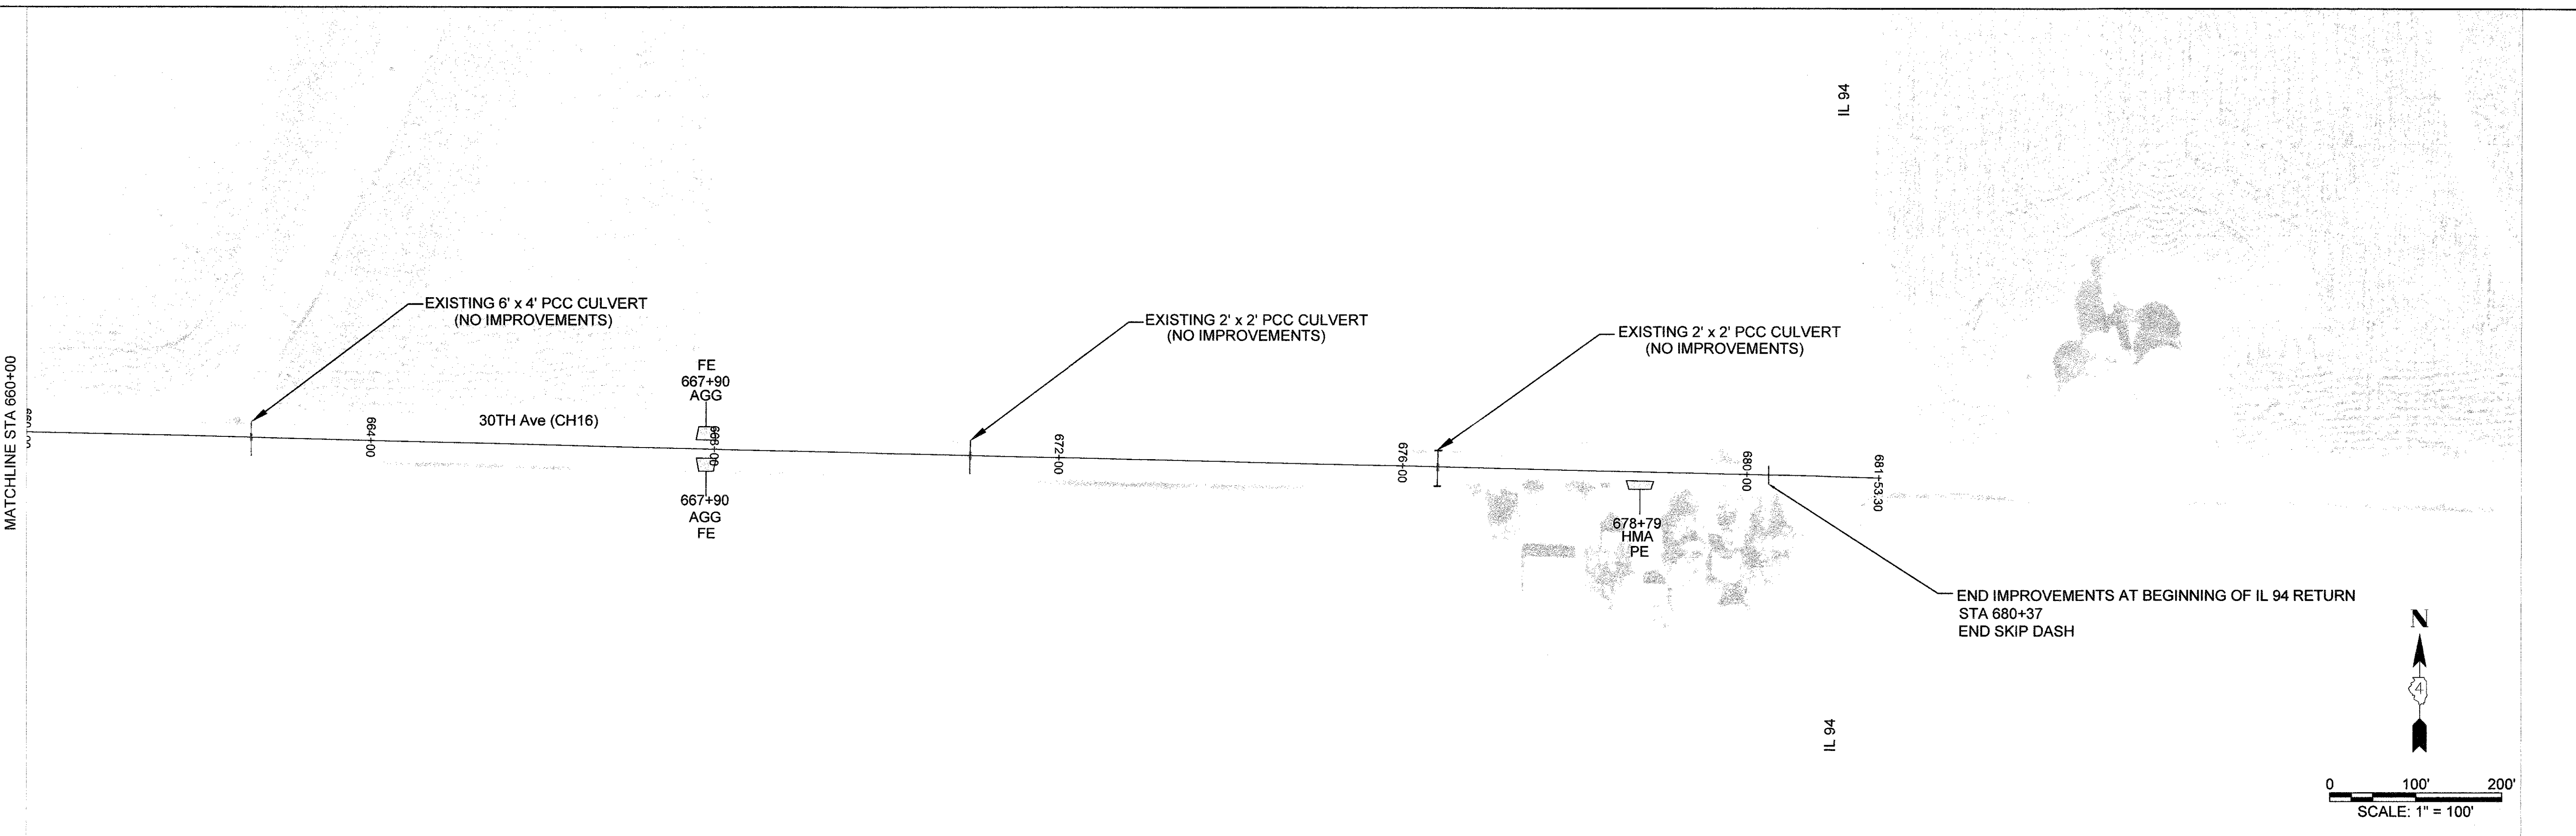 IL 94
EXISTING 6' x 4' PCC CULVERT
(NO IMPROVEMENTS)
EXISTING 2' x 2' PCC CULVERT
(NO IMPROVEMENTS)
EXISTING 2' x 2' PCC CULVERT
(NO IMPROVEMENTS)
MATCHLINE STA 660+00
FE
667+90
AGG
30TH Ave (CH16)
664+00
672+00
676+00
680+00
681+53.30
667+90
AGG
FE
678+79
HMA
PE
END IMPROVEMENTS AT BEGINNING OF IL 94 RETURN
STA 680+37
END SKIP DASH
N
4
IL 94
0 100' 200'
SCALE: 1" = 100'